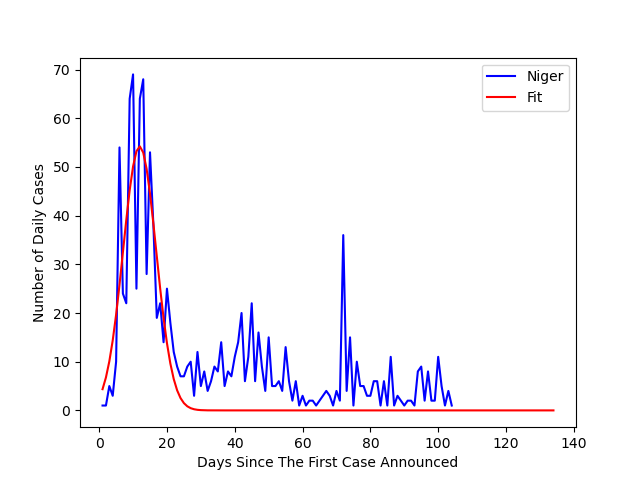 Niger
Fit
70
60
50
40
30
20
10
0
Number of Daily Cases
0 20 40 60 80 100 120 140
Days Since The First Case Announced